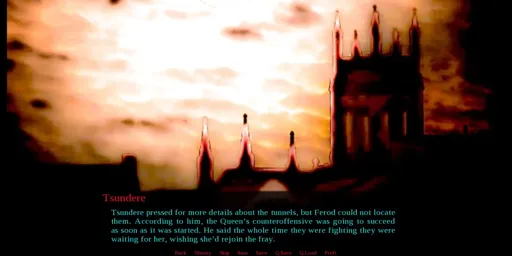 Tsundere
Tsundere pressed for more details about the tunnels, but Ferod could not locate
them. According to him, the Queen's counteroffensive was going to succeed
as soon as it was started. He said the whole time they were fighting they were
waiting for her, wishing she'd rejoin the fray.
Back History Skip Auto Save Q.Save Q.Load Prefs